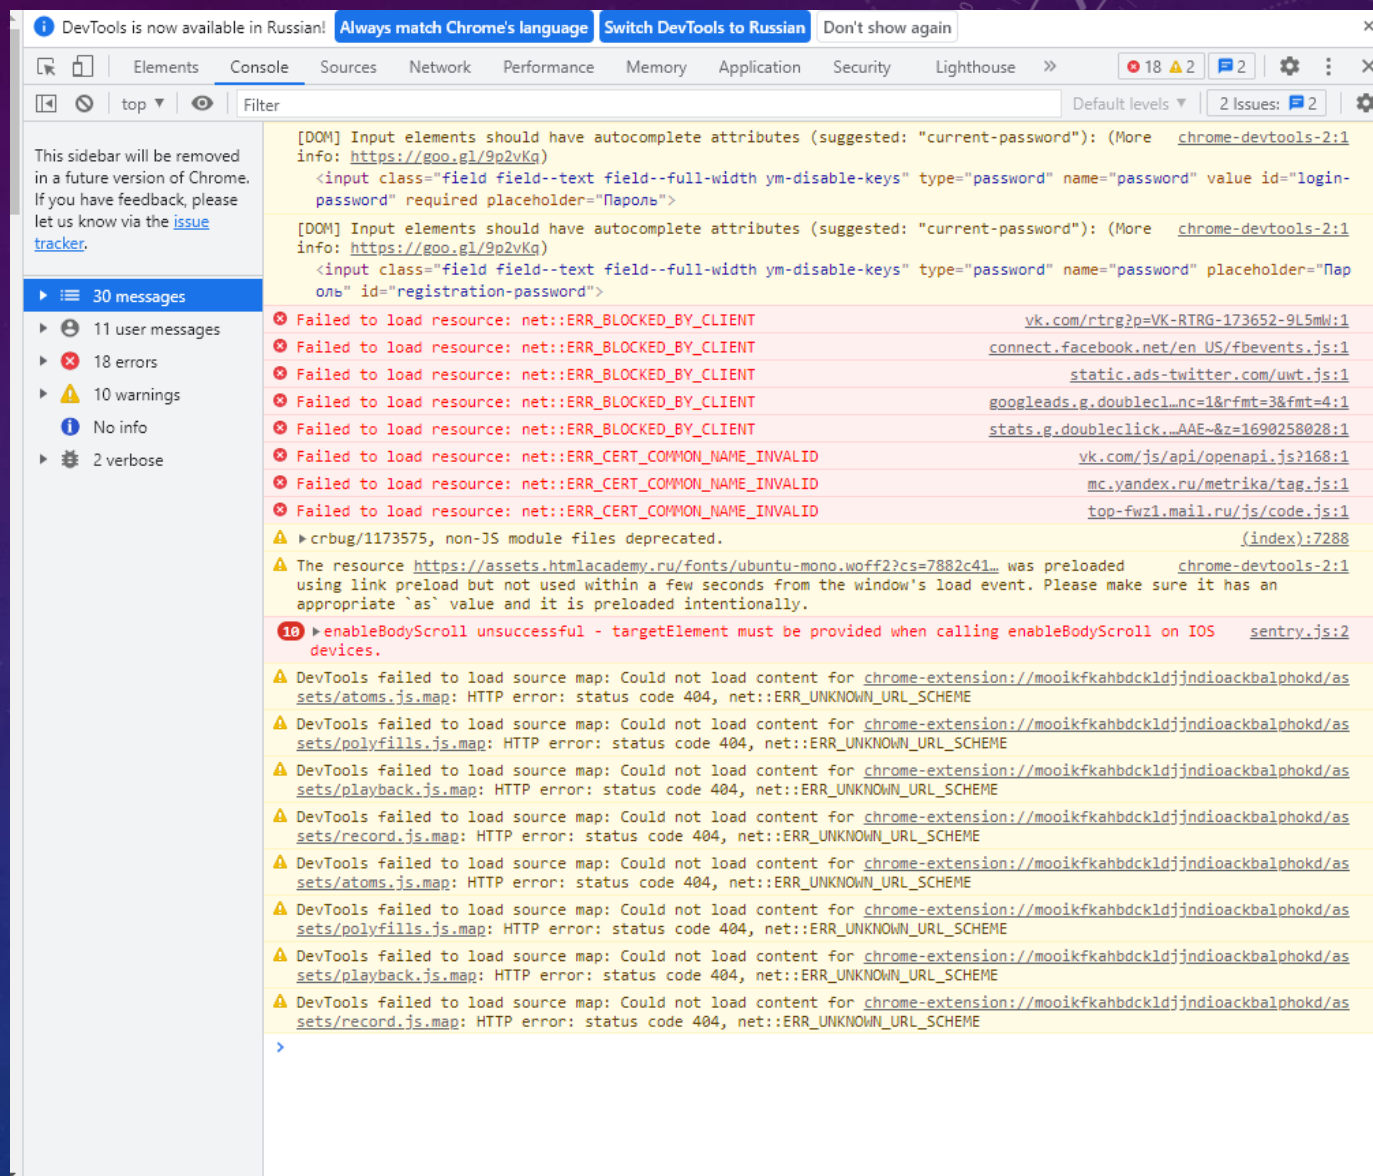 DevTools is now available in Russian! Always match Chrome's language Switch DevTools to Russian Don't show again
Elements Console Sources Network Performance Memory Application Security Lighthouse 18 2 2
top Filter Default levels 2 Issues: 2
This sidebar will be removed
in a future version of Chrome.
If you have feedback, please
let us know via the issue
tracker.
30 messages
11 user messages
18 errors
10 warnings
No info
2 verbose
[DOM] Input elements should have autocomplete attributes (suggested: "current-password"): (More chrome-devtools-2:1
info: https://goo.gl/9p2vKq)
<input class="field field--text field--full-width ym-disable-keys" type="password" name="password" value id="login-
password" required placeholder="Пароль">
[DOM] Input elements should have autocomplete attributes (suggested: "current-password"): (More chrome-devtools-2:1
info: https://goo.gl/9p2vKq)
<input class="field field--text field--full-width ym-disable-keys" type="password" name="password" placeholder="Пар
оль" id="registration-password">
Failed to load resource: net::ERR_BLOCKED_BY_CLIENT vk.com/rtrg?p=VK-RTRG-173652-9L5mW:1
Failed to load resource: net::ERR_BLOCKED_BY_CLIENT connect.facebook.net/en_US/fbevents.js:1
Failed to load resource: net::ERR_BLOCKED_BY_CLIENT static.ads-twitter.com/uwt.js:1
Failed to load resource: net::ERR_BLOCKED_BY_CLIENT googleads.g.doublecl…nc=1&rfmt=3&fmt=4:1
Failed to load resource: net::ERR_BLOCKED_BY_CLIENT stats.g.doubleclick.…AAE~&z=1690258028:1
Failed to load resource: net::ERR_CERT_COMMON_NAME_INVALID vk.com/js/api/openapi.js?168:1
Failed to load resource: net::ERR_CERT_COMMON_NAME_INVALID mc.yandex.ru/metrika/tag.js:1
Failed to load resource: net::ERR_CERT_COMMON_NAME_INVALID top-fwz1.mail.ru/js/code.js:1
crbug/1173575, non-JS module files deprecated. (index):7288
The resource https://assets.htmlacademy.ru/fonts/ubuntu-mono.woff2?cs=7882c41… was preloaded chrome-devtools-2:1
using link preload but not used within a few seconds from the window's load event. Please make sure it has an
appropriate `as` value and it is preloaded intentionally.
10 enableBodyScroll unsuccessful - targetElement must be provided when calling enableBodyScroll on IOS sentry.js:2
devices.
DevTools failed to load source map: Could not load content for chrome-extension://mooikfkahbdckldjjndioackbalphokd/as
sets/atoms.js.map: HTTP error: status code 404, net::ERR_UNKNOWN_URL_SCHEME
DevTools failed to load source map: Could not load content for chrome-extension://mooikfkahbdckldjjndioackbalphokd/as
sets/polyfills.js.map: HTTP error: status code 404, net::ERR_UNKNOWN_URL_SCHEME
DevTools failed to load source map: Could not load content for chrome-extension://mooikfkahbdckldjjndioackbalphokd/as
sets/playback.js.map: HTTP error: status code 404, net::ERR_UNKNOWN_URL_SCHEME
DevTools failed to load source map: Could not load content for chrome-extension://mooikfkahbdckldjjndioackbalphokd/as
sets/record.js.map: HTTP error: status code 404, net::ERR_UNKNOWN_URL_SCHEME
DevTools failed to load source map: Could not load content for chrome-extension://mooikfkahbdckldjjndioackbalphokd/as
sets/atoms.js.map: HTTP error: status code 404, net::ERR_UNKNOWN_URL_SCHEME
DevTools failed to load source map: Could not load content for chrome-extension://mooikfkahbdckldjjndioackbalphokd/as
sets/polyfills.js.map: HTTP error: status code 404, net::ERR_UNKNOWN_URL_SCHEME
DevTools failed to load source map: Could not load content for chrome-extension://mooikfkahbdckldjjndioackbalphokd/as
sets/playback.js.map: HTTP error: status code 404, net::ERR_UNKNOWN_URL_SCHEME
DevTools failed to load source map: Could not load content for chrome-extension://mooikfkahbdckldjjndioackbalphokd/as
sets/record.js.map: HTTP error: status code 404, net::ERR_UNKNOWN_URL_SCHEME